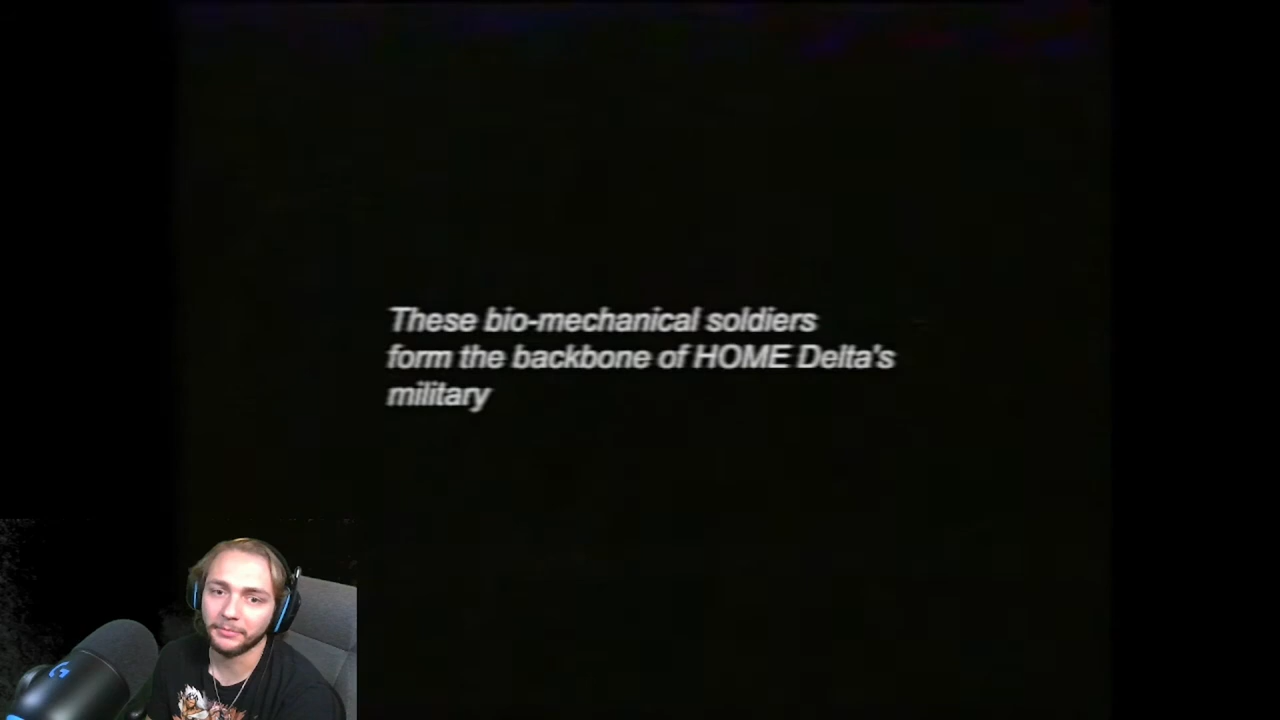 These bio-mechanical soldiers
form the backbone of HOME Delta's
military